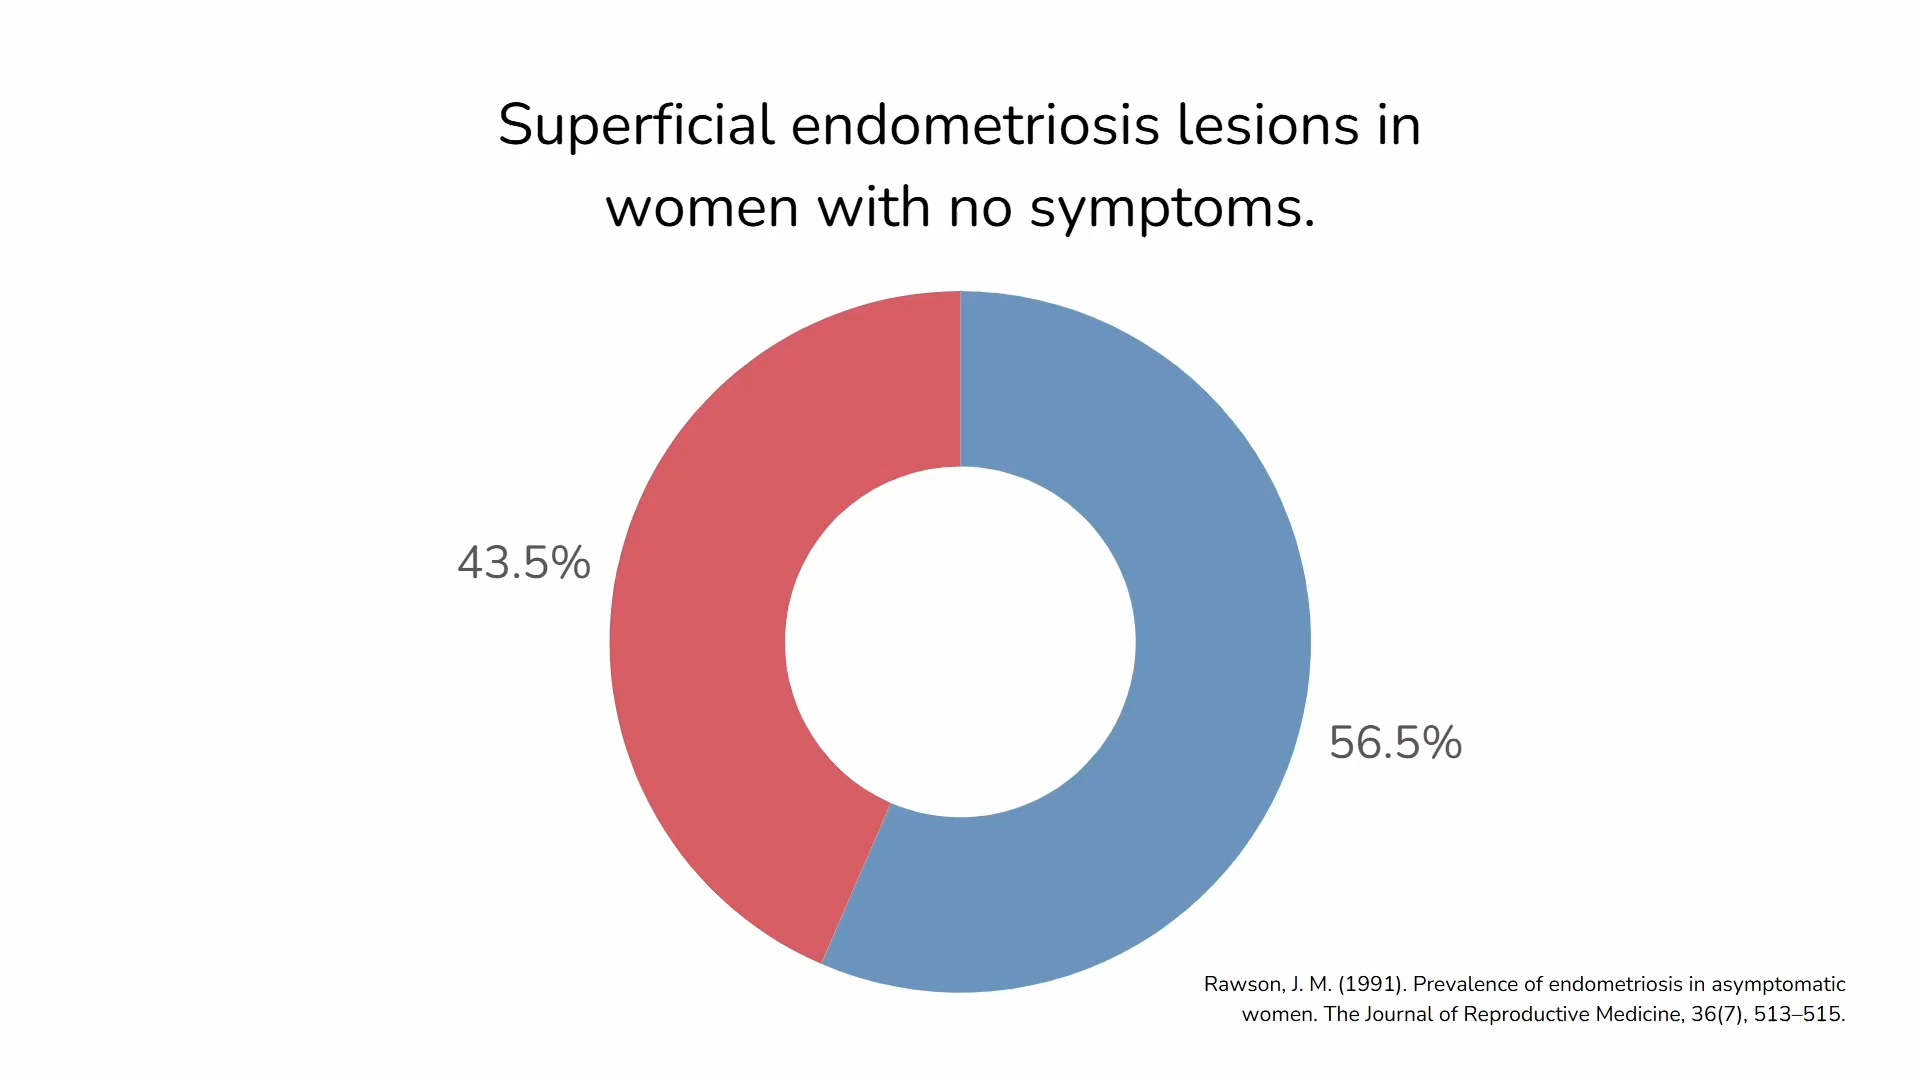 Superficial endometriosis lesions in
women with no symptoms.
43.5%
56.5%
Rawson, J. M. (1991). Prevalence of endometriosis in asymptomatic
women. The Journal of Reproductive Medicine, 36(7), 513–515.